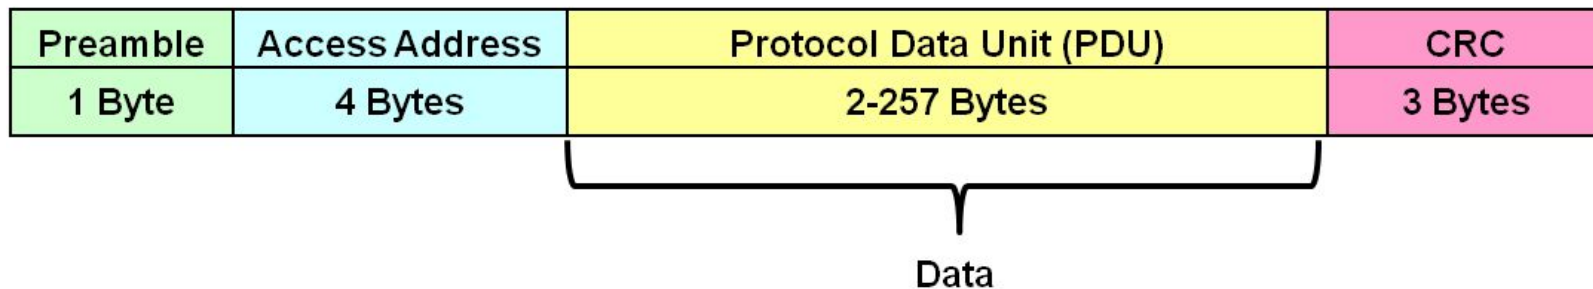 Preamble Access Address Protocol Data Unit (PDU) CRC
1 Byte 4 Bytes 2-257 Bytes 3 Bytes
Data